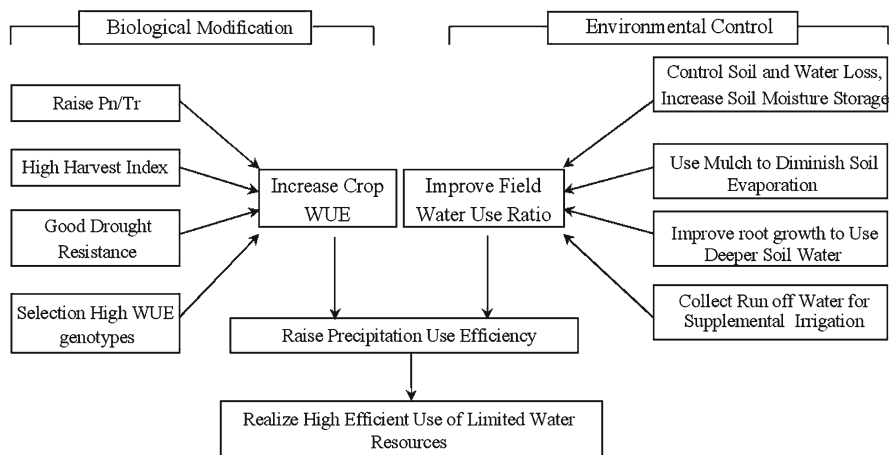 Biological Modification
Environmental Control
Raise Pn/Tr
High Harvest Index
Good Drought
Resistance
Selection High WUE
genotypes
Increase Crop
WUE
Improve Field
Water Use Ratio
Control Soil and Water Loss,
Increase Soil Moisture Storage
Use Mulch to Diminish Soil
Evaporation
Improve root growth to Use
Deeper Soil Water
Collect Run off Water for
Supplemental Irrigation
Raise Precipitation Use Efficiency
Realize High Efficient Use of Limited Water
Resources